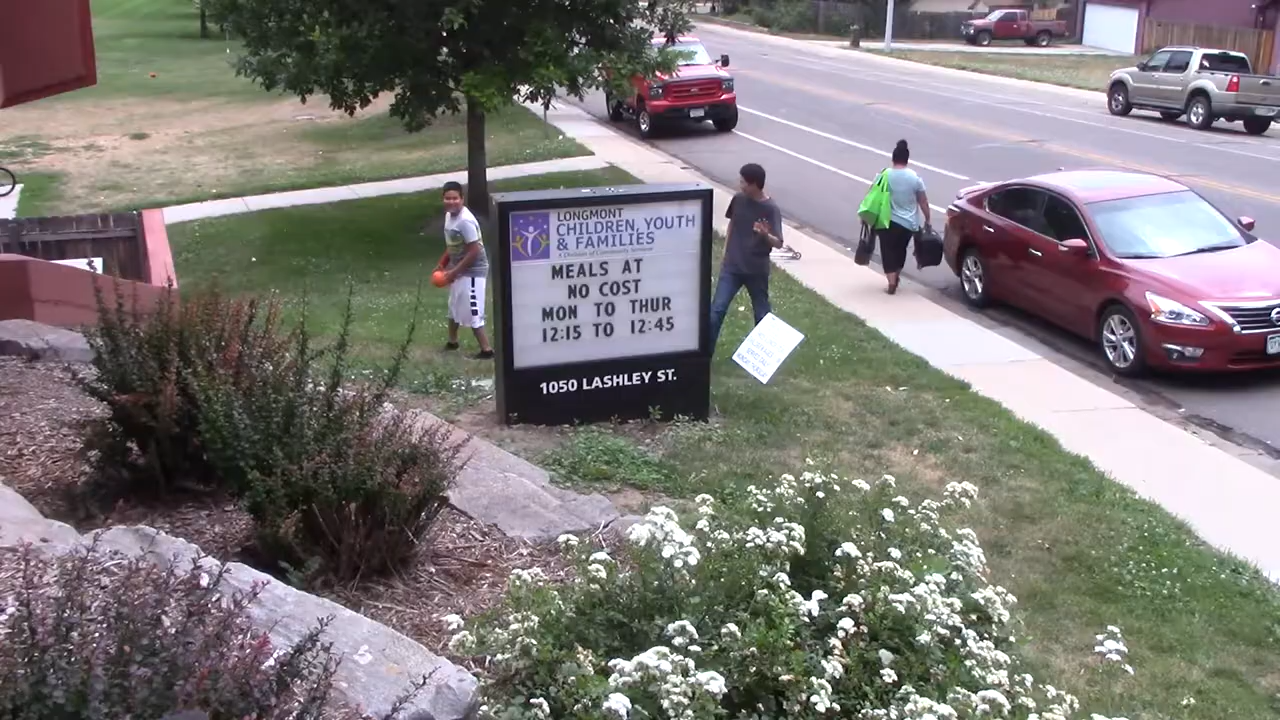 LONGMONT
CHILDREN, YOUTH
& FAMILIES
A Division of Community Services
MEALS AT
NO COST
MON TO THUR
12:15 TO 12:45
1050 LASHLEY ST.